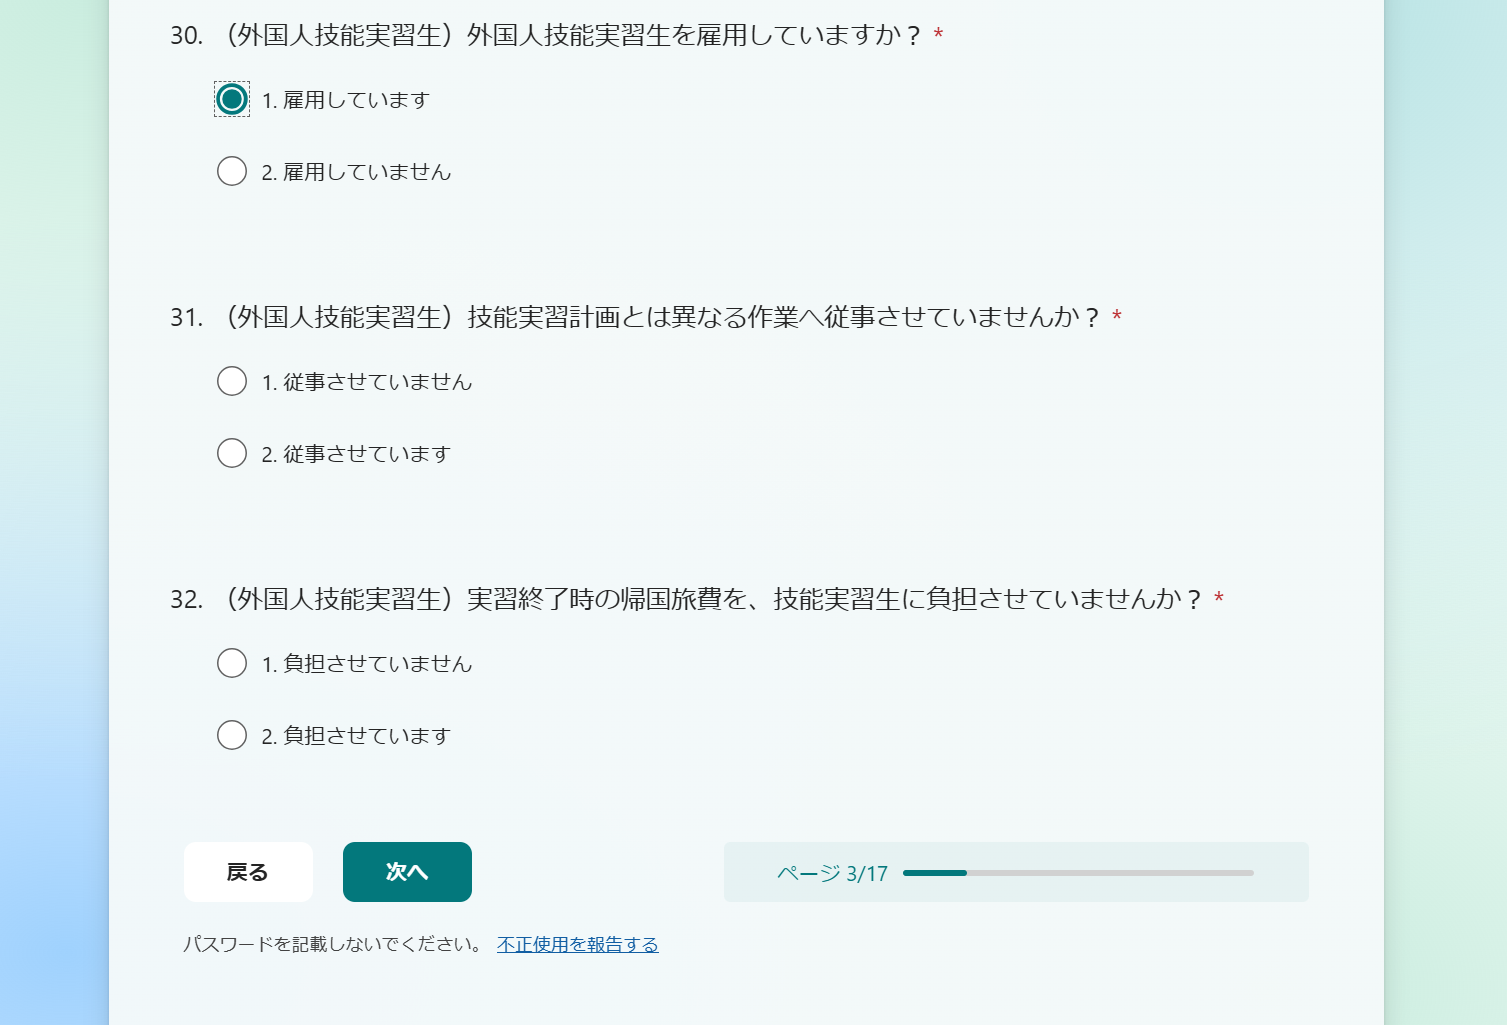 30. （外国人技能実習生）外国人技能実習生を雇用していますか？ *
1. 雇用しています
2. 雇用していません
31. （外国人技能実習生）技能実習計画とは異なる作業へ従事させていませんか？ *
1. 従事させていません
2. 従事させています
32. （外国人技能実習生）実習終了時の帰国旅費を、技能実習生に負担させていませんか？ *
1. 負担させていません
2. 負担させています
戻る 次へ ページ 3/17
パスワードを記載しないでください。 不正使用を報告する